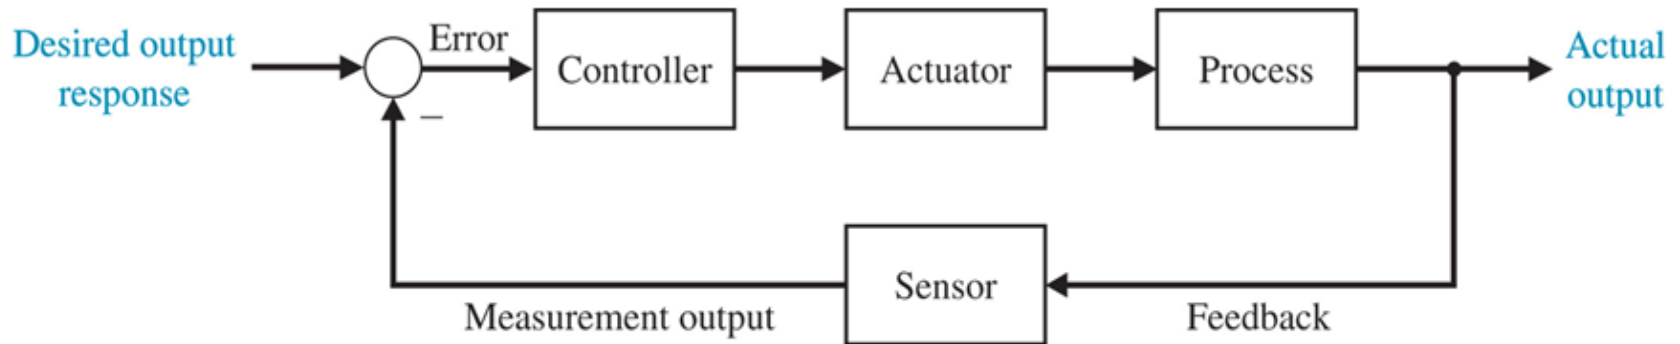 Desired output
response
Error
Controller
Actuator
Process
Actual
output
–
Sensor
Measurement output
Feedback